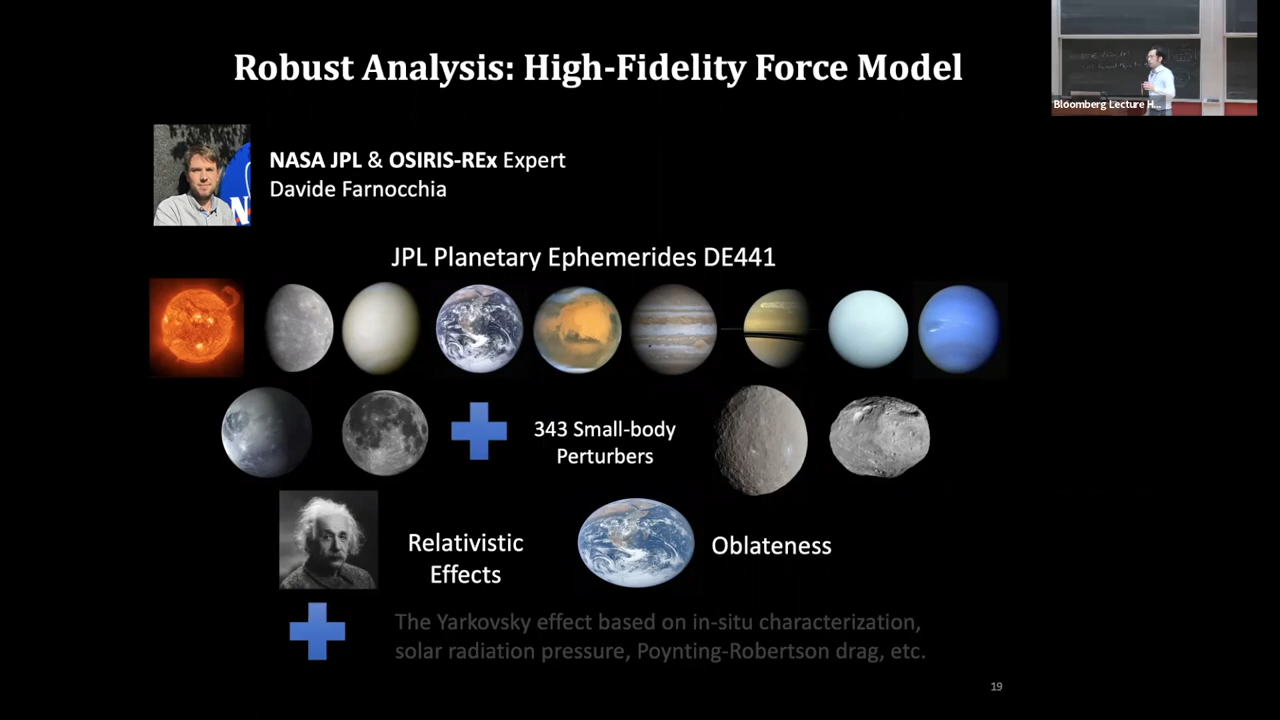 Robust Analysis: High-Fidelity Force Model
Bloomberg Lecture H...
NASA JPL & OSIRIS-REx Expert
Davide Farnocchia
JPL Planetary Ephemerides DE441
343 Small-body
Perturbers
Relativistic
Effects
Oblateness
The Yarkovsky effect based on in-situ characterization,
solar radiation pressure, Poynting-Robertson drag, etc.
19